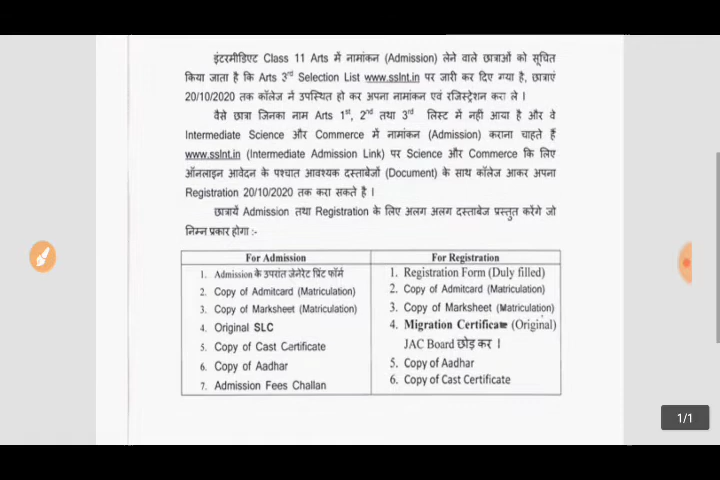 इंटरमीडिएट Class 11 Arts में नामांकन (Admission) लेने वाले छात्राओं को सूचित
किया जाता है कि Arts 3rd Selection List www.sslnt.in पर जारी कर दिए गया है, छात्राएं
20/10/2020 तक कॉलेज में उपस्थित हो कर अपना नामांकन एवं रजिस्ट्रेशन करा ले ।
वैसे छात्रा जिनका नाम Arts 1st, 2nd तथा 3rd लिस्ट में नहीं आया है और वे
Intermediate Science और Commerce में नामांकन (Admission) कराना चाहते हैं
www.sslnt.in (Intermediate Admission Link) पर Science और Commerce कि लिए
ऑनलाइन आवेदन के पश्चात आवश्यक दस्ताबेजों (Document) के साथ कॉलेज आकर अपना
Registration 20/10/2020 तक करा सकते है ।
छात्रायें Admission तथा Registration के लिए अलग अलग दस्तावेज प्रस्तुत करेंगे जो
निम्न प्रकार होगा :-
For Admission
1. Admission के उपरांत जेनेरेट प्रिंट फॉर्म
2. Copy of Admitcard (Matriculation)
3. Copy of Marksheet (Matriculation)
4. Original SLC
5. Copy of Cast Certificate
6. Copy of Aadhar
7. Admission Fees Challan
For Registration
1. Registration Form (Duly filled)
2. Copy of Admitcard (Matriculation)
3. Copy of Marksheet (Matriculation)
4. Migration Certificate (Original)
JAC Board छोड़ कर ।
5. Copy of Aadhar
6. Copy of Cast Certificate
1/1